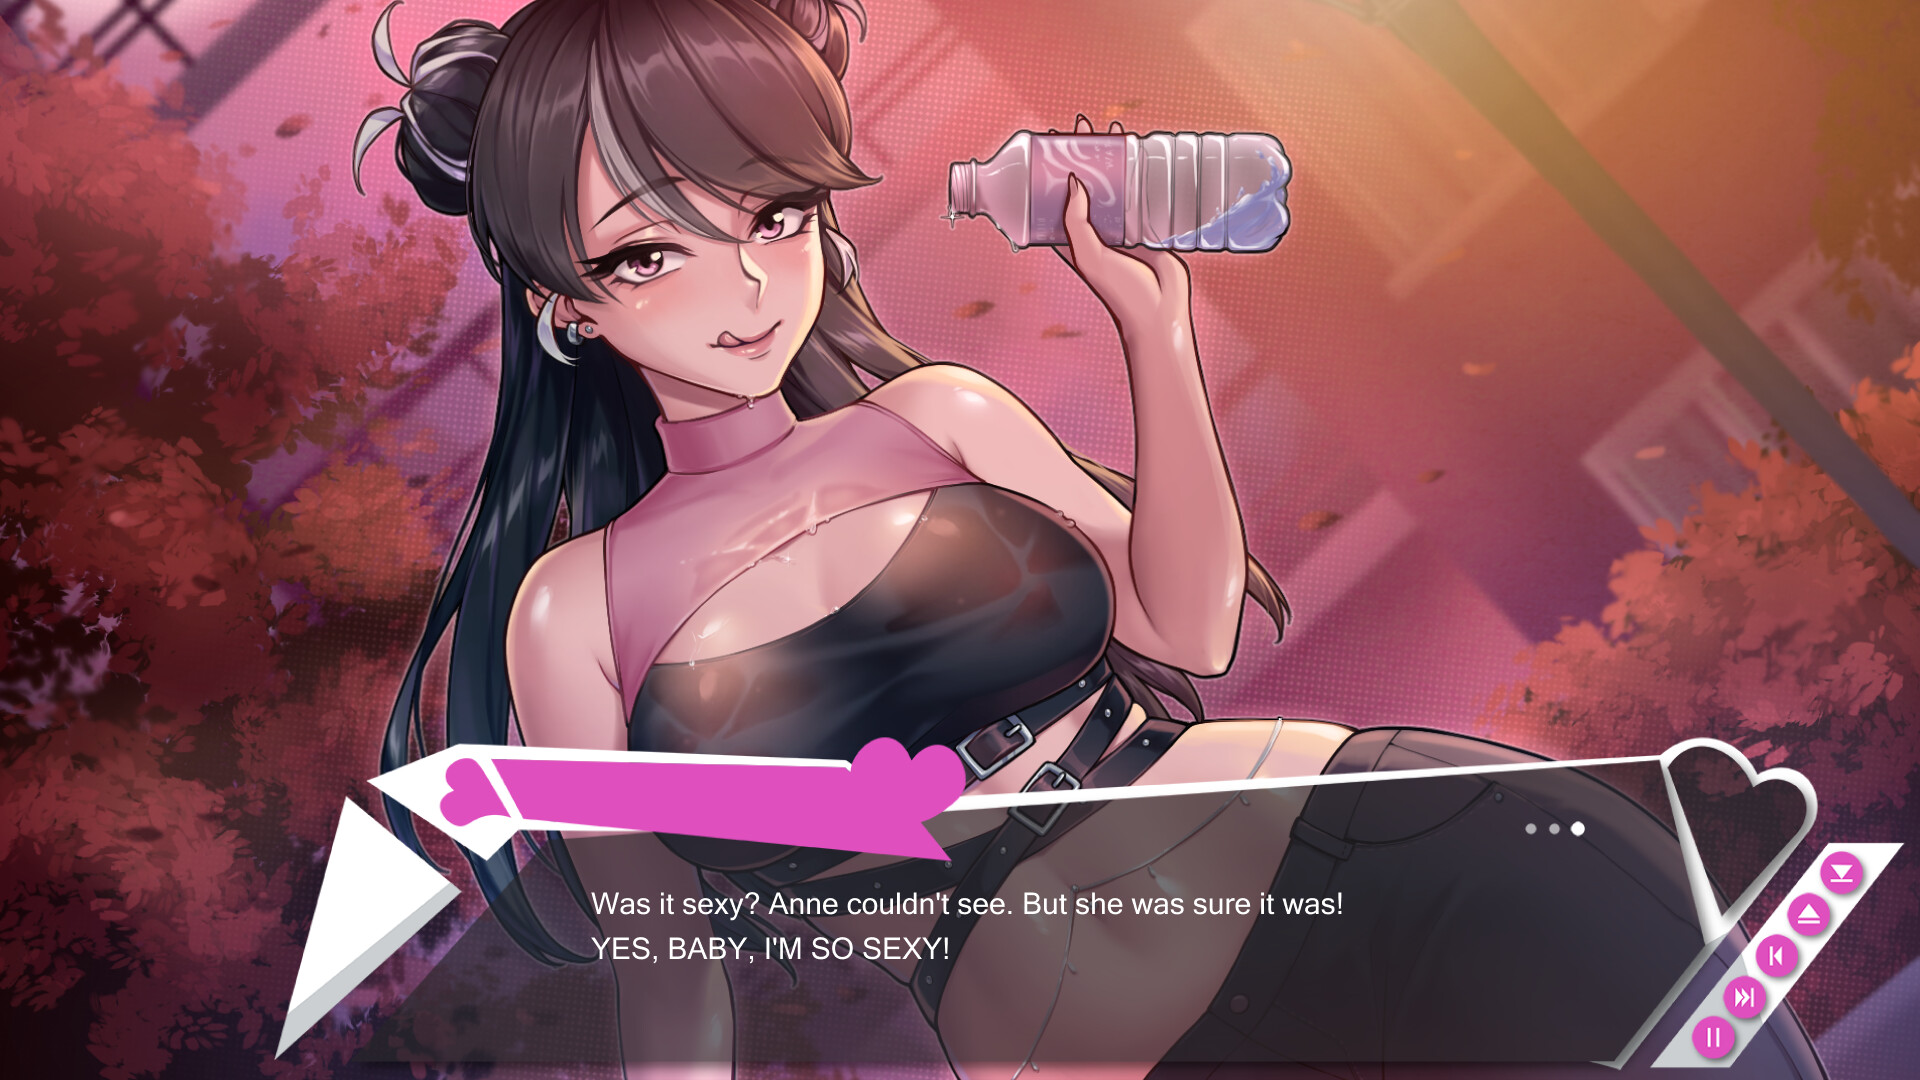 Was it sexy? Anne couldn't see. But she was sure it was!
YES, BABY, I'M SO SEXY!